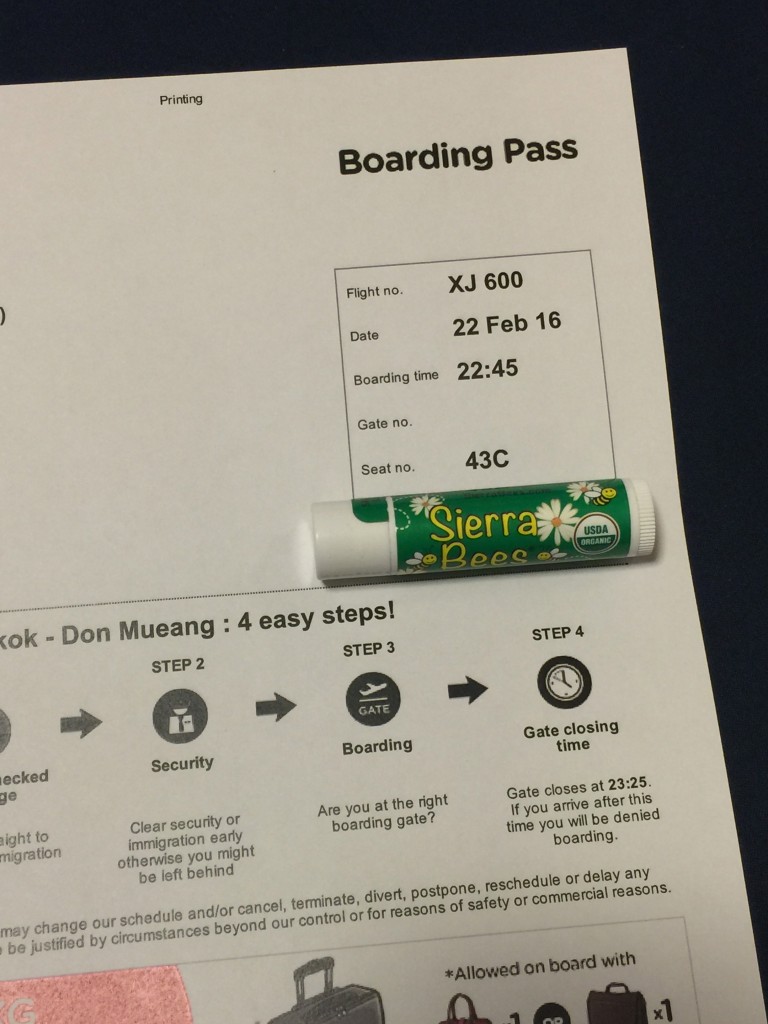 Printing
Boarding Pass
)
Flight no. XJ 600
Date 22 Feb 16
Boarding time 22:45
Gate no.
Seat no. 43C
Sierra
Bees
USDA
ORGANIC
kok - Don Mueang : 4 easy steps!
STEP 2
STEP 3
STEP 4
GATE
Security
Boarding
Gate closing
time
ecked
ge
aight to
migration
Clear security or
immigration early
otherwise you might
be left behind
Are you at the right
boarding gate?
Gate closes at 23:25.
If you arrive after this
time you will be denied
boarding.
may change our schedule and/or cancel, terminate, divert, postpone, reschedule or delay any
be justified by circumstances beyond our control or for reasons of safety or commercial reasons.
KG
*Allowed on board with
x1
OR
x1